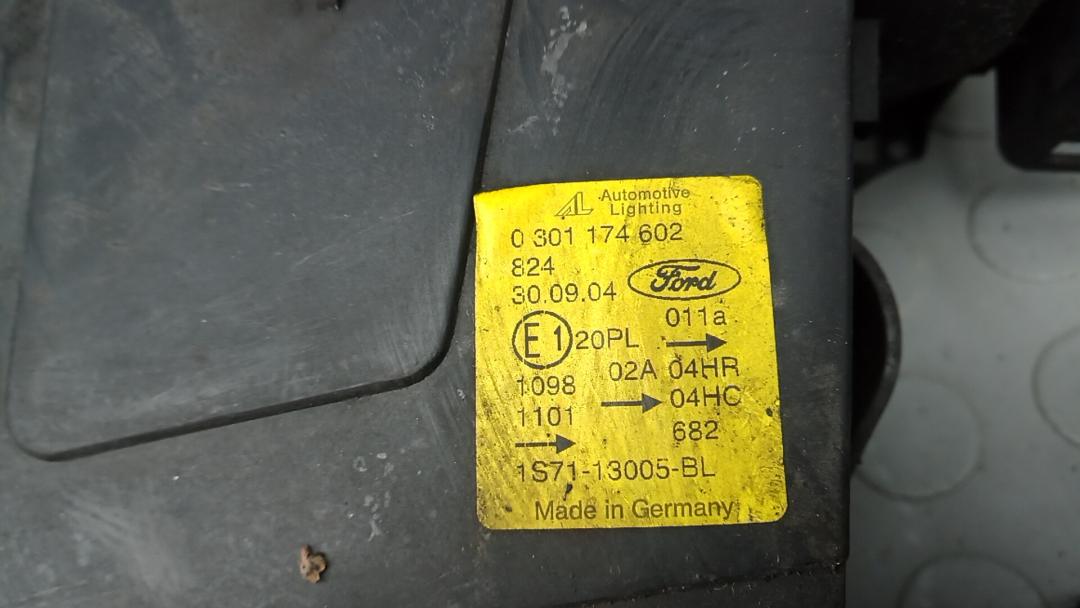 AL Automotive
Lighting
0 301 174 602
824
Ford
30.09.04
011a
E1 20PL →
02A 04HR
1098
→ 04HC
1101
682
→
1S71-13005-BL
Made in Germany